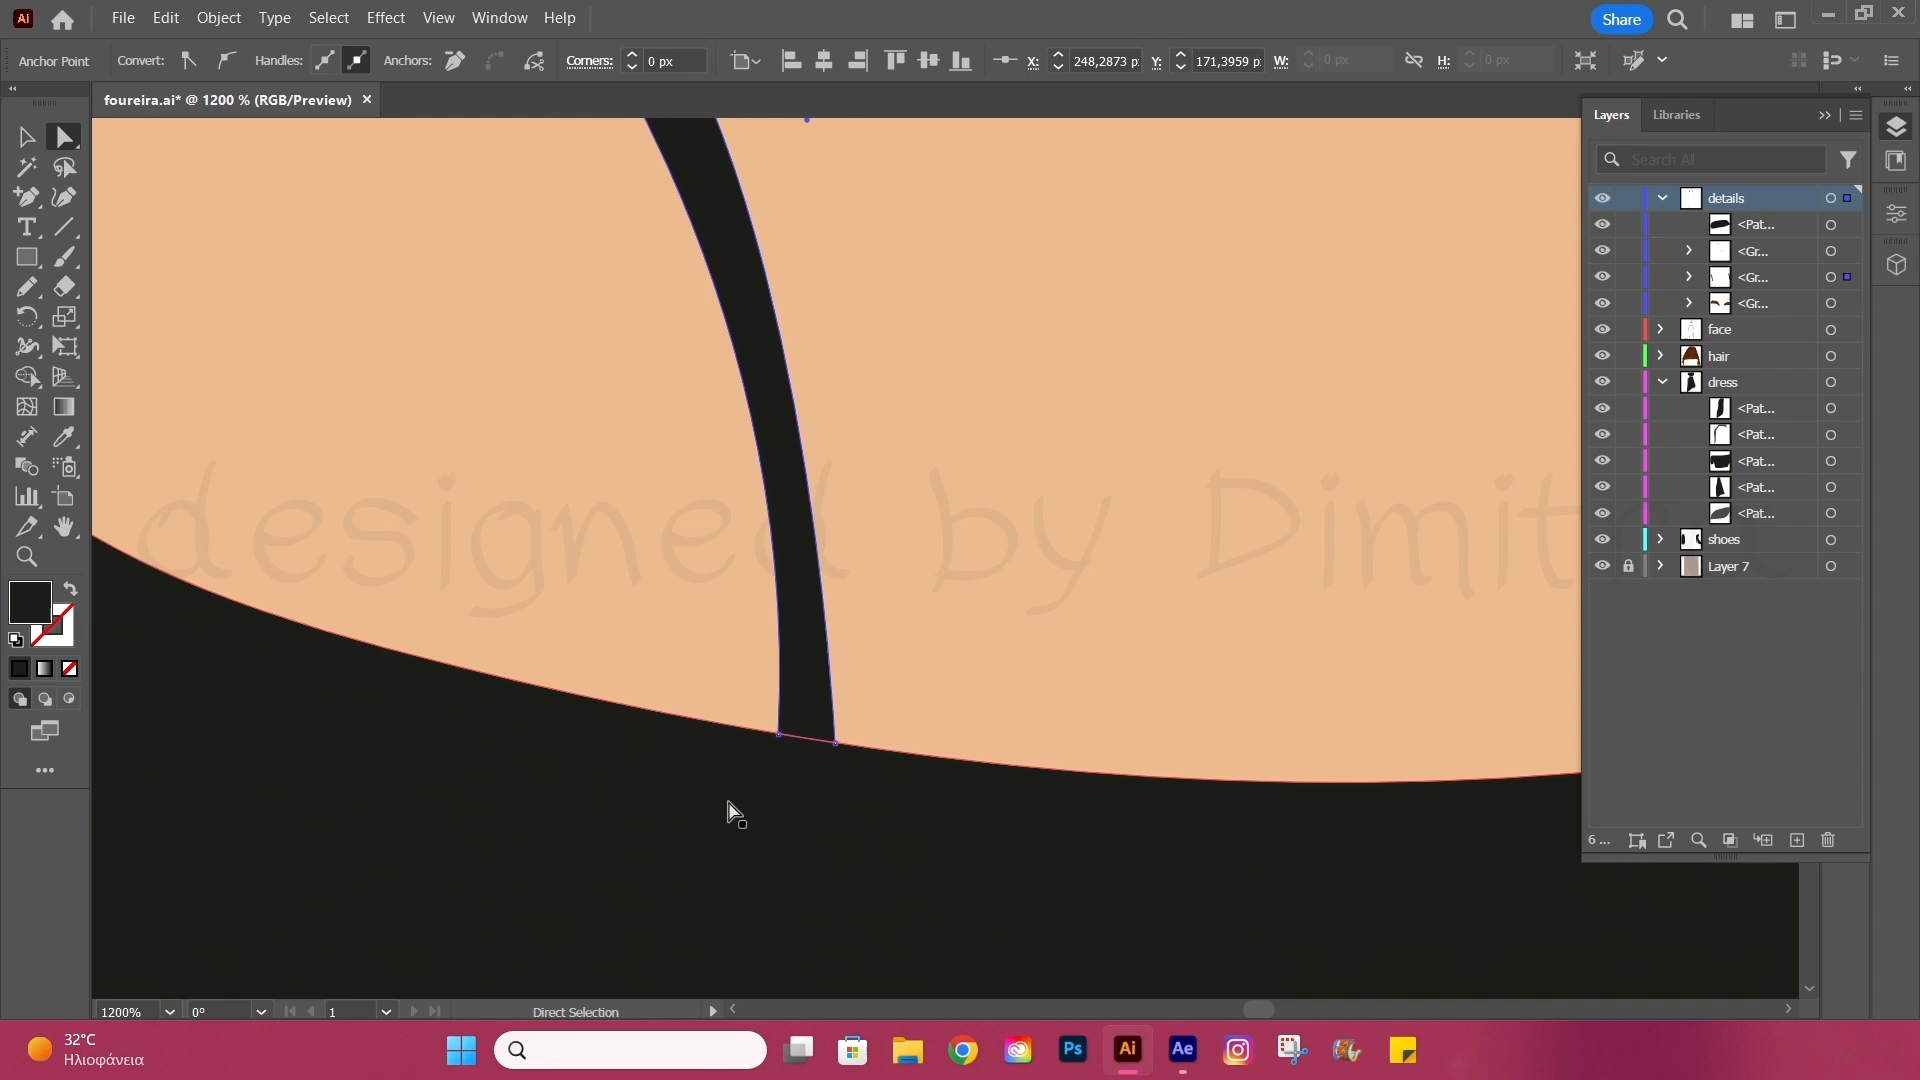 Ai File Edit Object Type Select Effect View Window Help Share
Anchor Point Convert: Handles: Anchors: Corners: 0 px X: 248,2873 p: Y: 171,3959 p: W: 0 px H: 0 px
foureira.ai* @ 1200 % (RGB/Preview)
Layers Libraries
Search All
details
<Pat...
<Gr...
<Gr...
<Gr...
face
hair
dress
<Pat...
<Pat...
<Pat...
<Pat...
<Pat...
shoes
Layer 7
designed by Dimit
6 ...
1200% 0° 1 Direct Selection
32°C
Ηλιοφάνεια
Ps Ai Ae